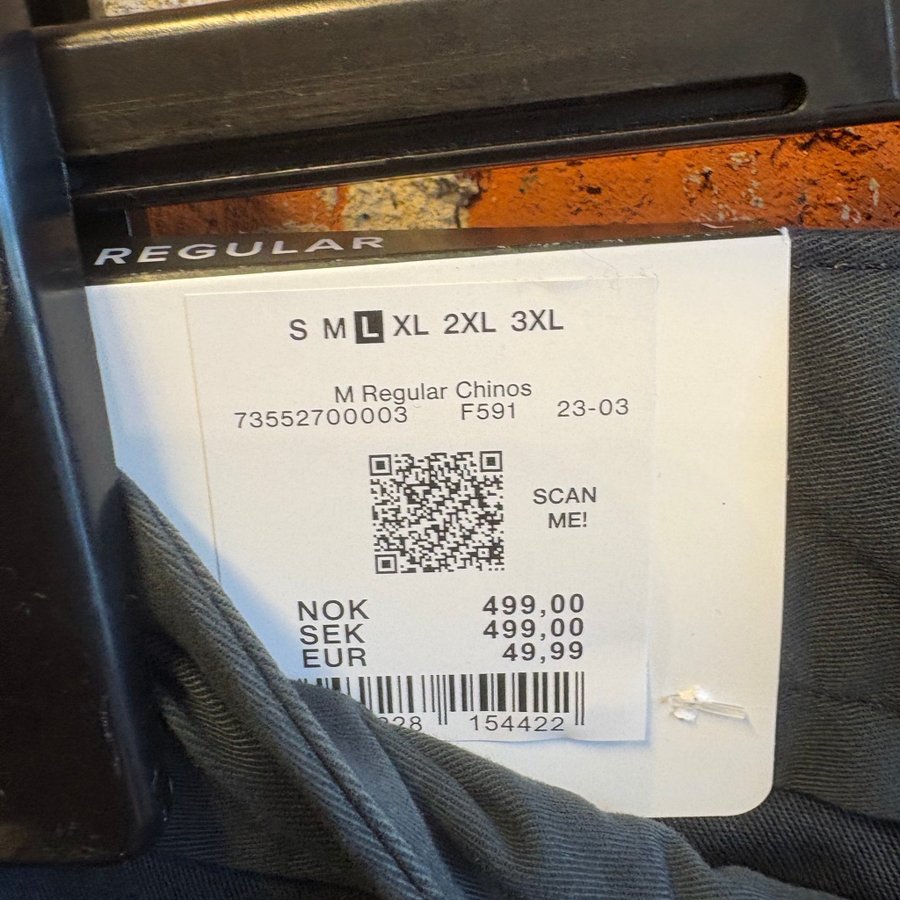 REGULAR
S M L XL 2XL 3XL
M Regular Chinos
73552700003 F591 23-03
SCAN
ME!
NOK 499,00
SEK 499,00
EUR 49,99
28 154422